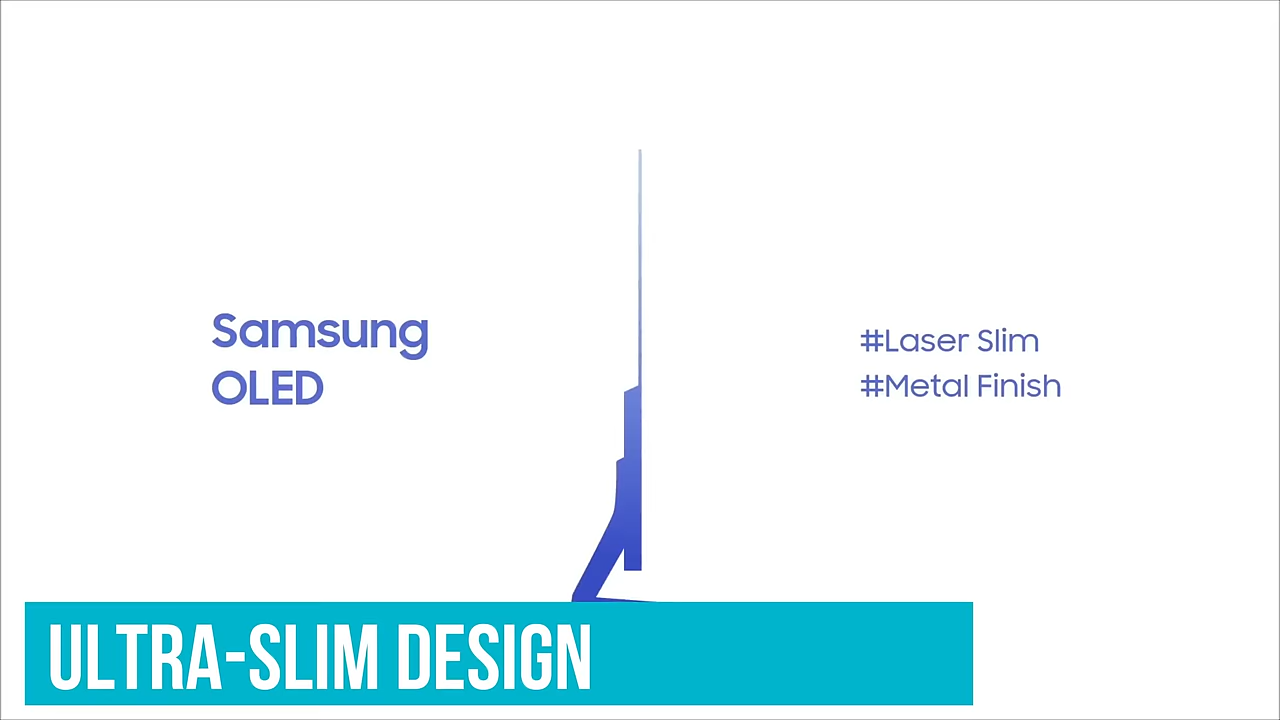 Samsung
OLED
#Laser Slim
#Metal Finish
ULTRA-SLIM DESIGN